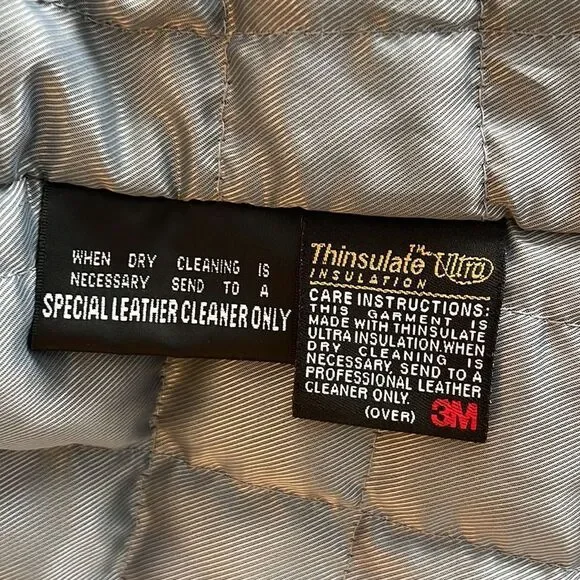 WHEN DRY CLEANING IS
NECESSARY SEND TO A
SPECIAL LEATHER CLEANER ONLY
Thinsulate™ Ultra
INSULATION
CARE INSTRUCTIONS:
THIS GARMENT IS
MADE WITH THINSULATE
ULTRA INSULATION. WHEN
DRY CLEANING IS
NECESSARY, SEND TO A
PROFESSIONAL LEATHER
CLEANER ONLY.
(OVER) 3M